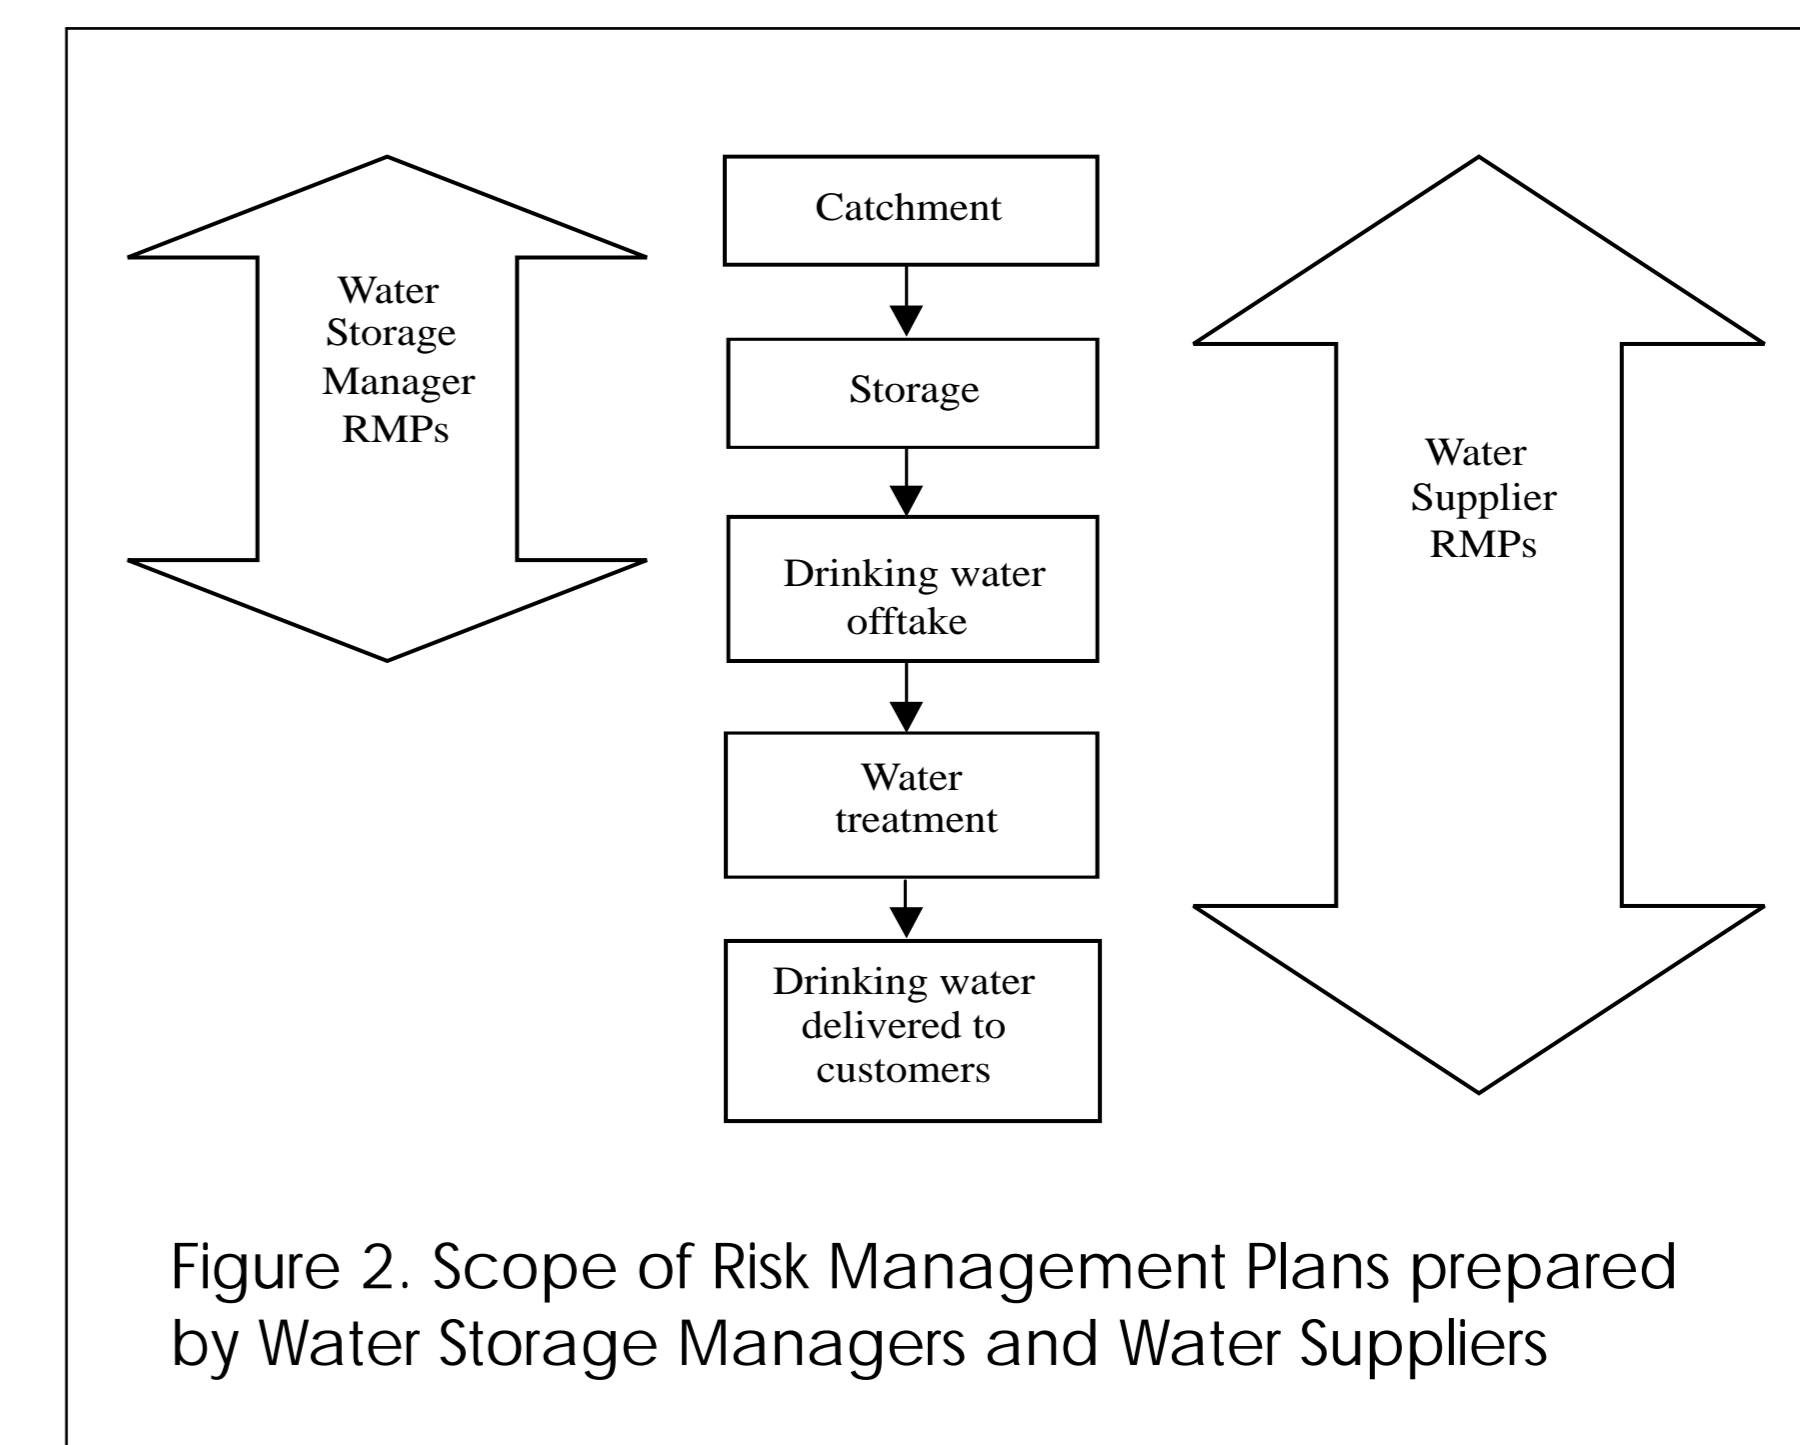 Catchment
Water
Storage
Manager
RMPs
Storage
Water
Supplier
RMPs
Drinking water
offtake
Water
treatment
Drinking water
delivered to
customers
Figure 2. Scope of Risk Management Plans prepared
by Water Storage Managers and Water Suppliers